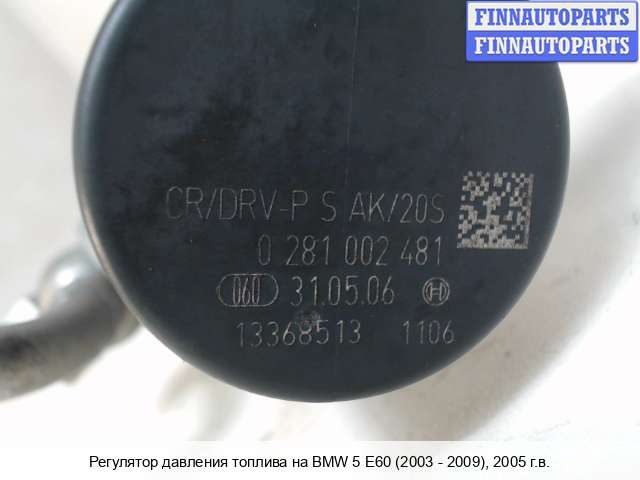 FINNAUTOPARTS
FINNAUTOPARTS
CR/DRV-P S AK/20S
0 281 002 481
060 31.05.06
13368513 1106
Регулятор давления топлива на BMW 5 E60 (2003 - 2009), 2005 г.в.